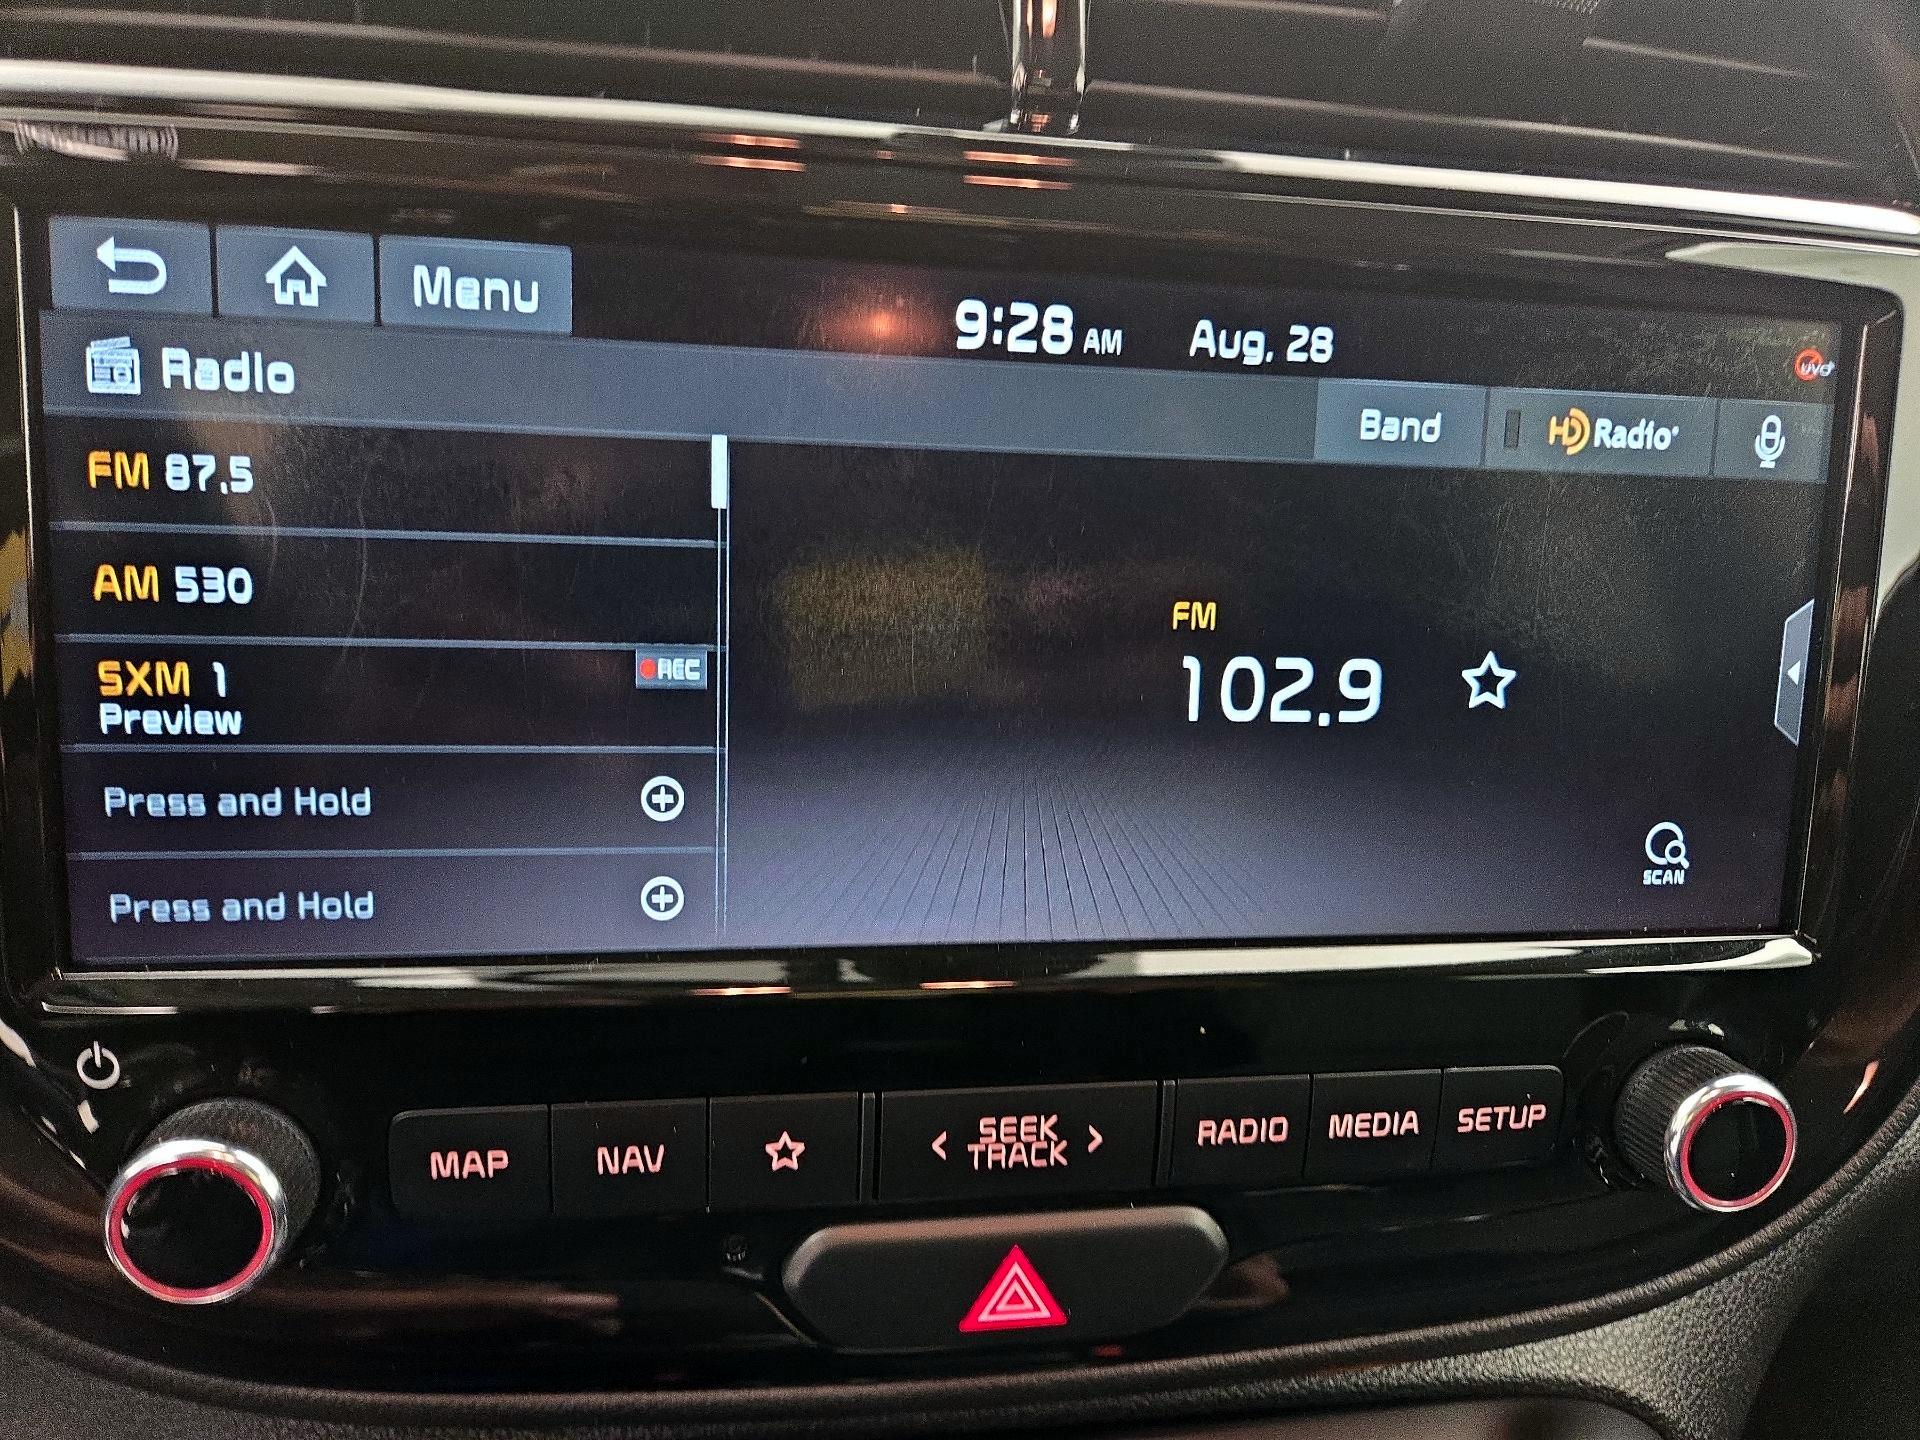 Menu
9:28 AM Aug. 28
uvo
Radio
Band HD Radio
FM 87.5
AM 530
SXM 1
REC
Preview
Press and Hold
Press and Hold
FM
102.9
SCAN
MAP NAV < SEEK TRACK > RADIO MEDIA SETUP